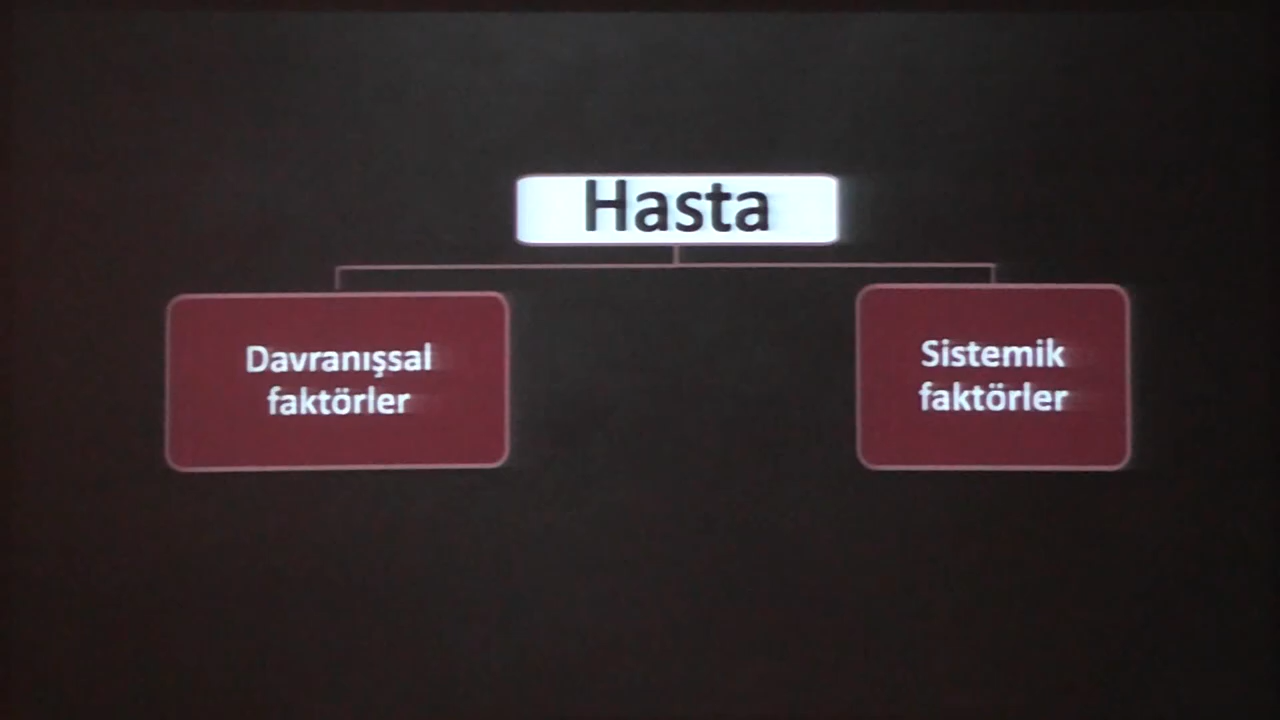 Hasta
Davranışsal
faktörler
Sistemik
faktörler